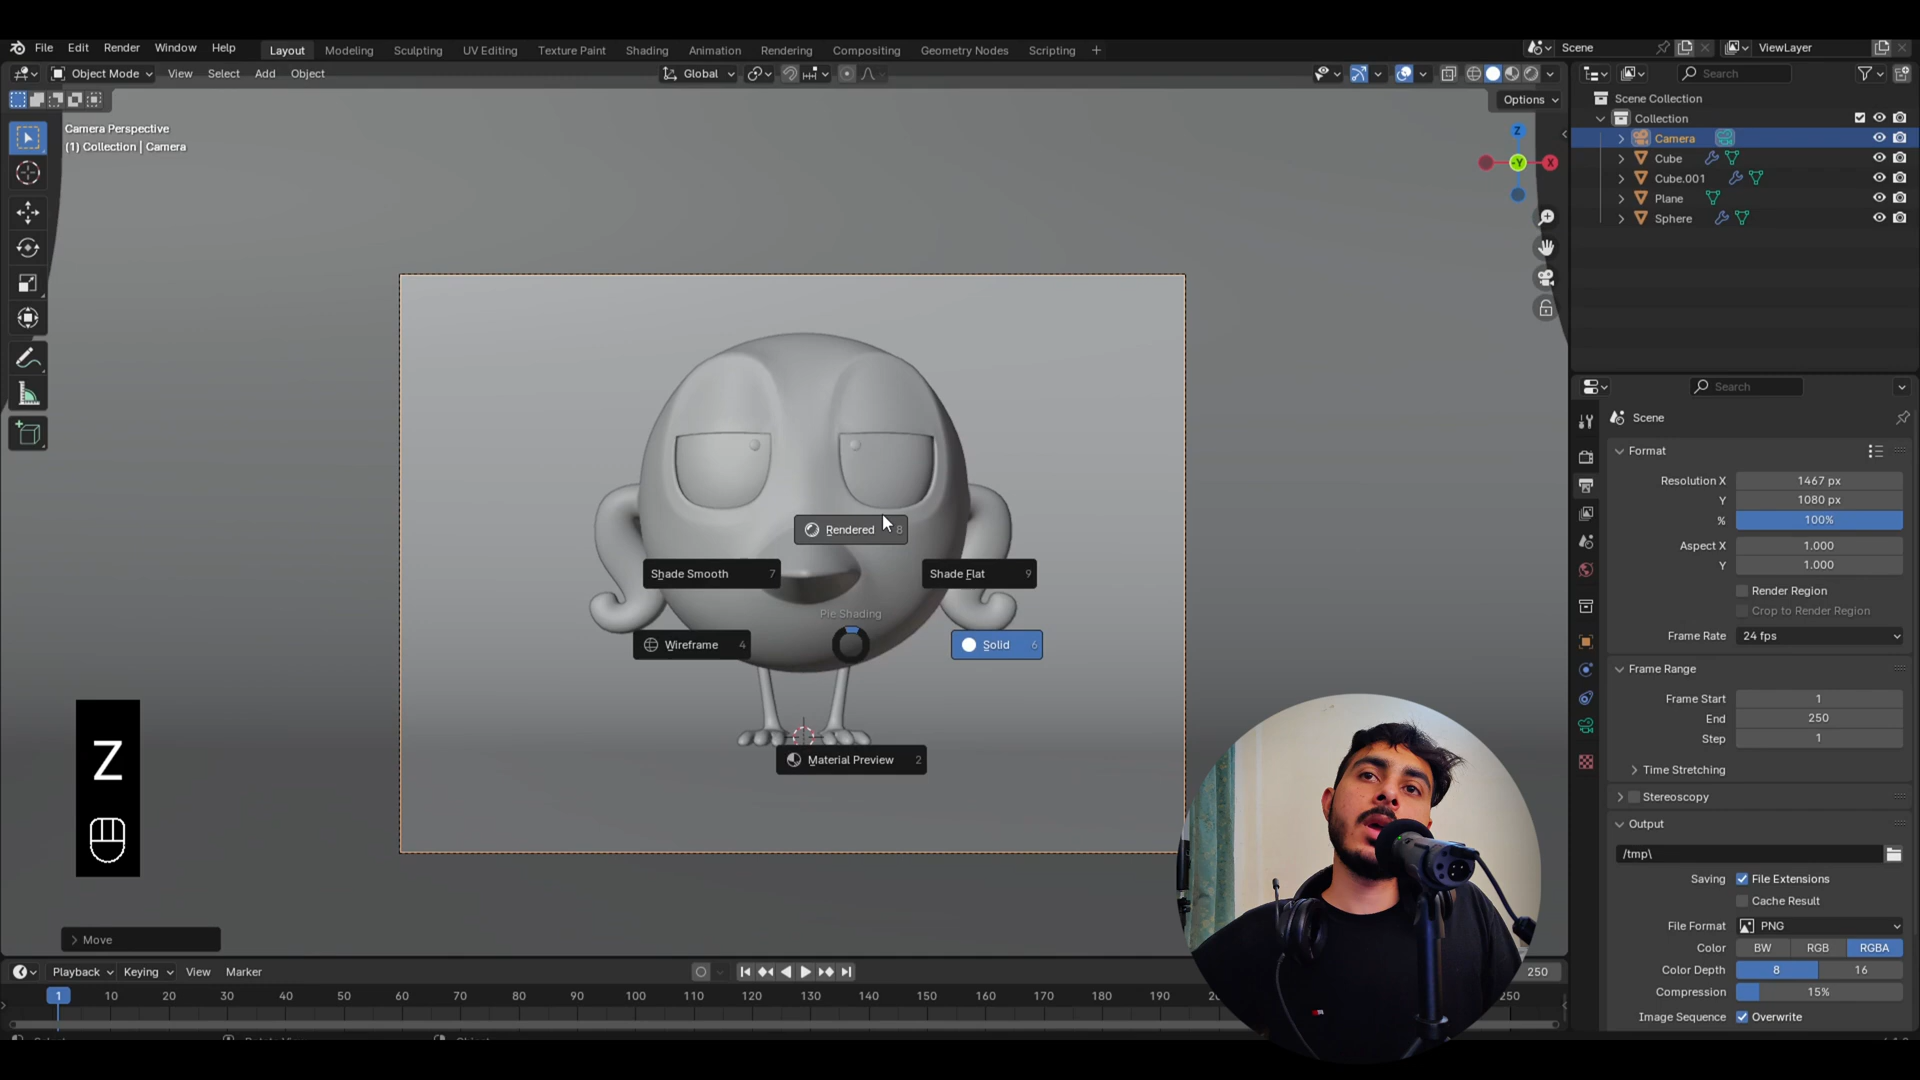 File Edit Render Window Help
Layout Modeling Sculpting UV Editing Texture Paint Shading Animation Rendering Compositing Geometry Nodes Scripting +
Scene
ViewLayer
Object Mode View Select Add Object
Global
Search
Options
Camera Perspective
(1) Collection | Camera
Z
-Y
X
Scene Collection
Collection
Camera
Cube
Cube.001
Plane
Sphere
Search
Scene
Format
Resolution X 1467 px
Y 1080 px
% 100%
Aspect X 1.000
Y 1.000
Render Region
Crop to Render Region
Frame Rate 24 fps
Frame Range
Frame Start 1
End 250
Step 1
Time Stretching
Stereoscopy
Output
/tmp\
Saving File Extensions
Cache Result
File Format PNG
Color BW RGB RGBA
Color Depth 8 16
Compression 15%
Image Sequence Overwrite
Rendered 8
Shade Smooth 7
Shade Flat 9
Pie Shading
Wireframe 4
Solid 6
Material Preview 2
Z
Move
Playback Keying View Marker
250
1 10 20 30 40 50 60 70 80 90 100 110 120 130 140 150 160 170 180 190
250